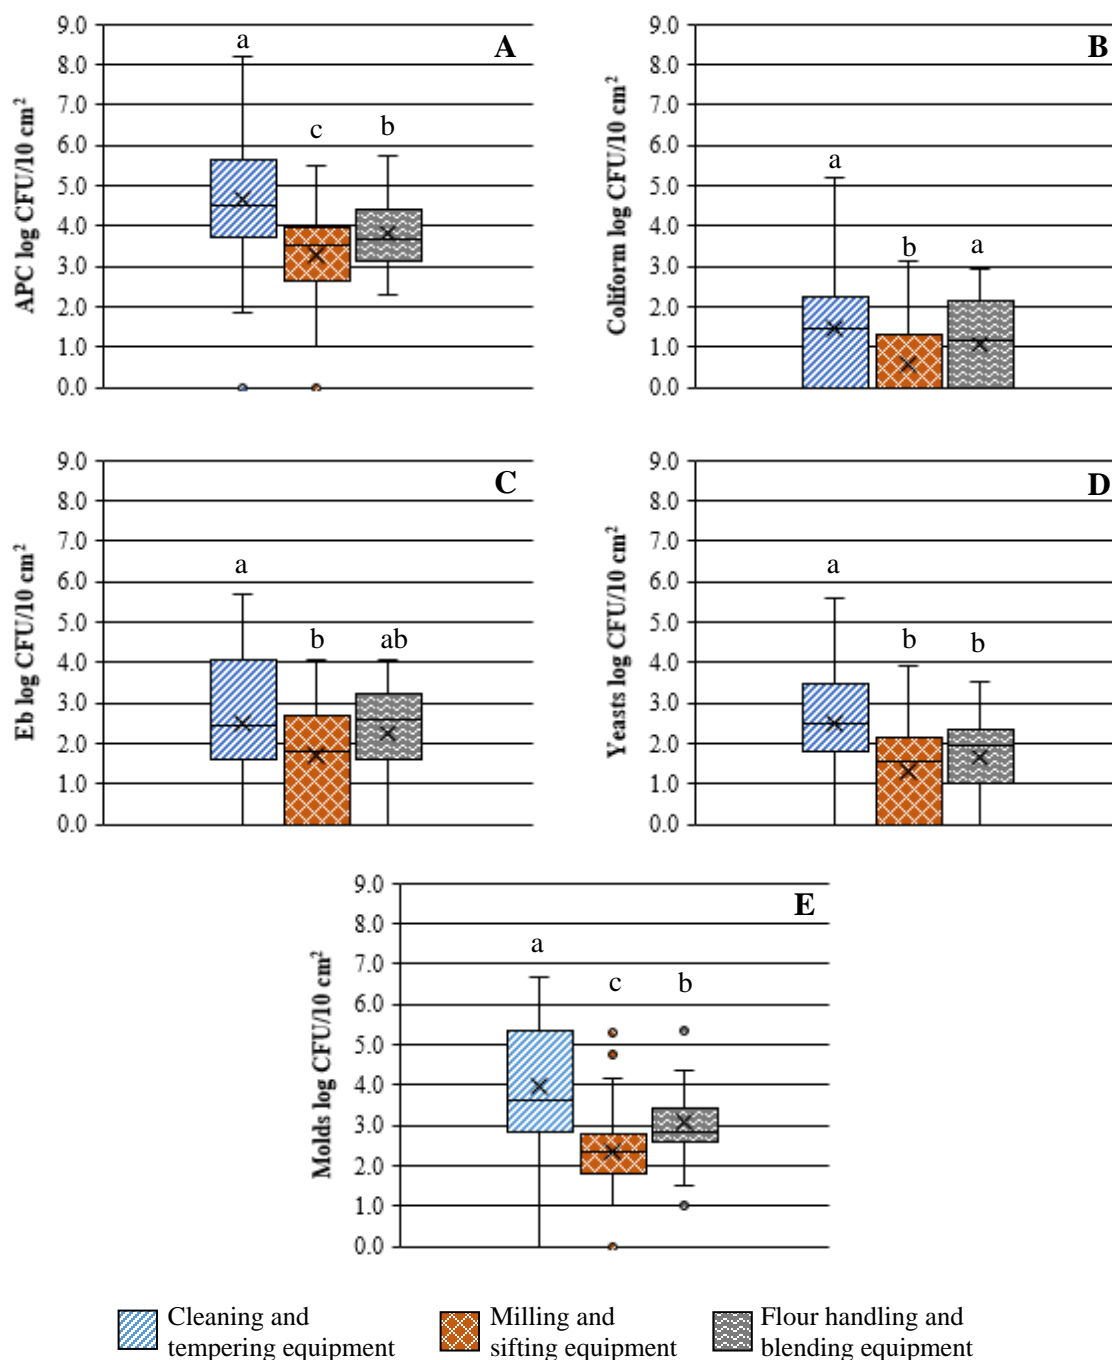 A
APC log CFU/10 cm²
9.0
8.0
7.0
6.0
5.0
4.0
3.0
2.0
1.0
0.0
a
c
b
B
Coliform log CFU/10 cm²
9.0
8.0
7.0
6.0
5.0
4.0
3.0
2.0
1.0
0.0
a
b
a
C
Eb log CFU/10 cm²
9.0
8.0
7.0
6.0
5.0
4.0
3.0
2.0
1.0
0.0
a
b
ab
D
Yeasts log CFU/10 cm²
9.0
8.0
7.0
6.0
5.0
4.0
3.0
2.0
1.0
0.0
a
b
b
E
Molds log CFU/10 cm²
9.0
8.0
7.0
6.0
5.0
4.0
3.0
2.0
1.0
0.0
a
c
b
Cleaning and
tempering equipment
Milling and
sifting equipment
Flour handling and
blending equipment